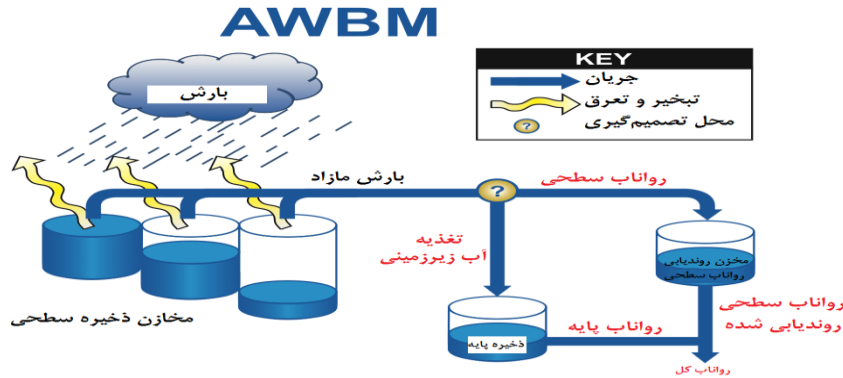 AWBM
KEY
جریان
تبخیر و تعرق
محل تصمیم‌گیری
?
بارش
بارش مازاد
?
رواناب سطحی
تغذیه
آب زیرزمینی
مخزن روندیابی
رواناب سطحی
مخازن ذخیره سطحی
ذخیره پایه
رواناب پایه
رواناب سطحی
روندیابی شده
رواناب کل